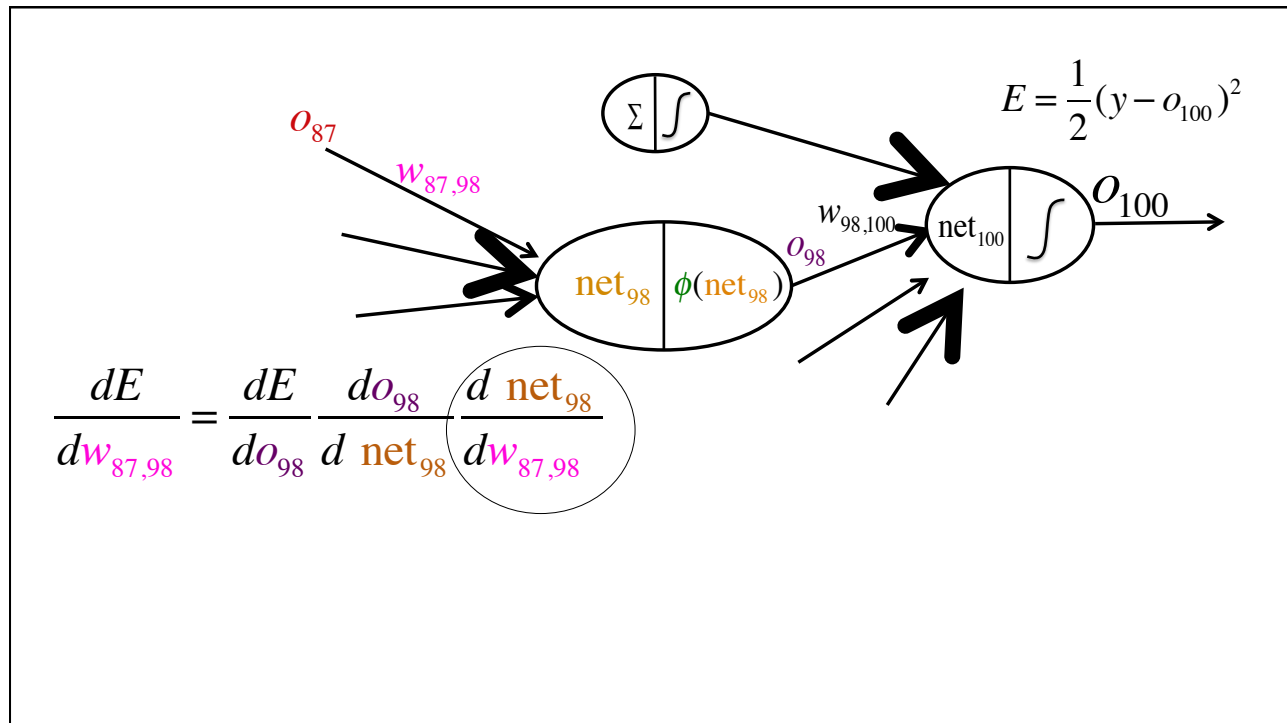 E = 1/2 (y − o₁₀₀)²
∑ ∫
o₈₇
w₈₇,₉₈
w₉₈,₁₀₀
net₁₀₀ ∫
o₁₀₀
o₉₈
net₉₈ ϕ(net₉₈)
dE/dw₈₇,₉₈ = dE/do₉₈ do₉₈/d net₉₈ d net₉₈/dw₈₇,₉₈